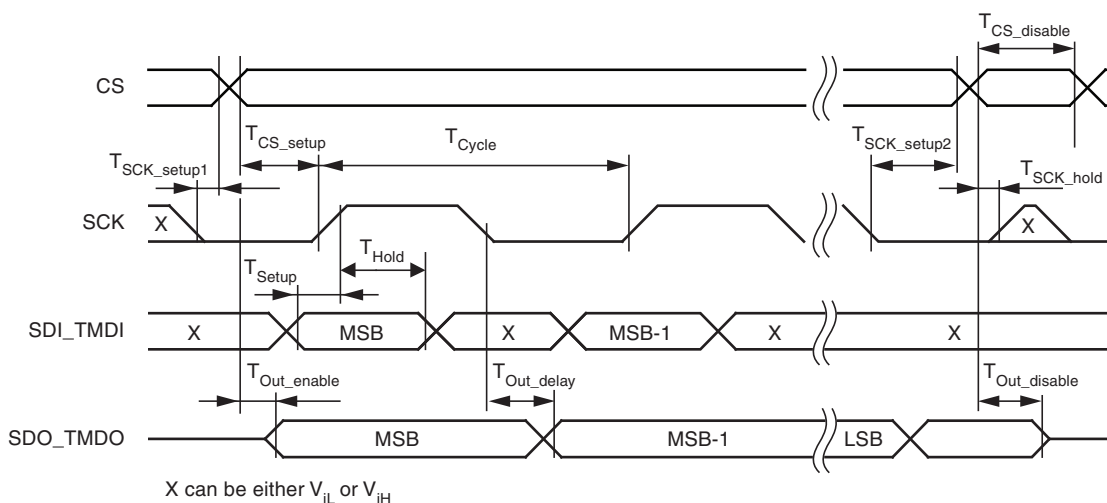 T_CS_disable
CS
T_CS_setup
T_Cycle
T_SCK_setup2
T_SCK_setup1
T_SCK_hold
SCK
X
X
T_Hold
T_Setup
SDI_TMDI
X
MSB
X
MSB-1
X
X
T_Out_enable
T_Out_delay
T_Out_disable
SDO_TMDO
MSB
MSB-1
LSB
X can be either V_iL or V_iH